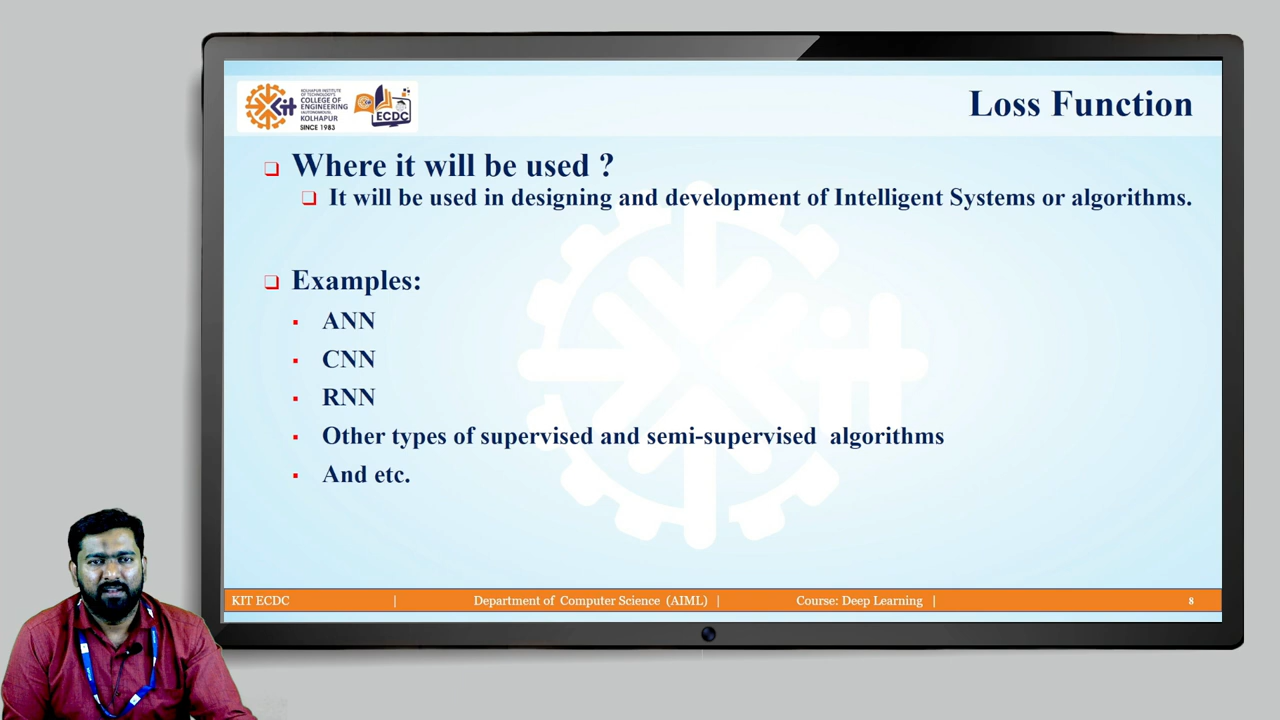 KOLHAPUR INSTITUTE
OF TECHNOLOGY'S
COLLEGE OF
ENGINEERING
(AUTONOMOUS),
KOLHAPUR
SINCE 1983
Kit
ECDC
Loss Function
Where it will be used ?
It will be used in designing and development of Intelligent Systems or algorithms.
Examples:
ANN
CNN
RNN
Other types of supervised and semi-supervised algorithms
And etc.
KIT ECDC | Department of Computer Science (AIML) | Course: Deep Learning | 8